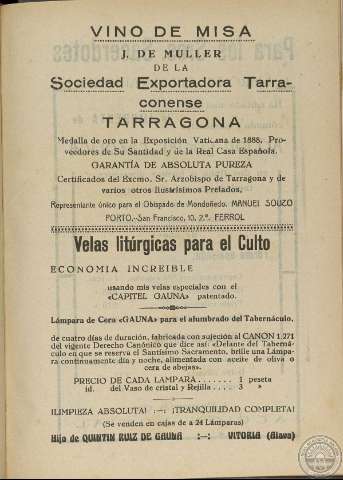 VINO DE MISA
J. DE MULLER
DE LA
Sociedad Exportadora Tarra-
conense
TARRAGONA
Medalla de oro en la Exposición Vaticana de 1888, Pro-
veedores de Su Santidad y de la Real Casa Española.
GARANTÍA DE ABSOLUTA PUREZA
Certificados del Excmo. Sr. Arzobispo de Tarragona y de
varios otros Ilustrísimos Prelados.
Representante único para el Obispado de Mondoñedo. MANUEL SOUZO
PORTO.-San Francisco, 10, 2.º. FERROL
Velas litúrgicas para el Culto
ECONOMIA INCREIBLE
usando mis velas especiales con el
«CAPITEL GAUNA» patentado.
Lámpara de Cera «GAUNA» para el alumbrado del Tabernáculo.
de cuatro días de duración, fabricada con sujeción al CANON 1.271
del vigente Derecho Canónico que dice así: «Delante del Taberná-
culo en que se reserva el Santísimo Sacramento, brille una Lámpa-
ra continuamente día y noche, alimentada con aceite de oliva o
cera de abejas».
PRECIO DE CADA LAMPARA....... 1 peseta
id. del Vaso de cristal y Rejilla.... 3 »
¡LIMPIEZA ABSOLUTA! .—. ¡TRANQUILIDAD COMPLETA!
(Se venden en cajas de a 24 Lámparas)
Hijo de QUINTIN RUIZ DE GAUNA :—: VITORIA (Alava)